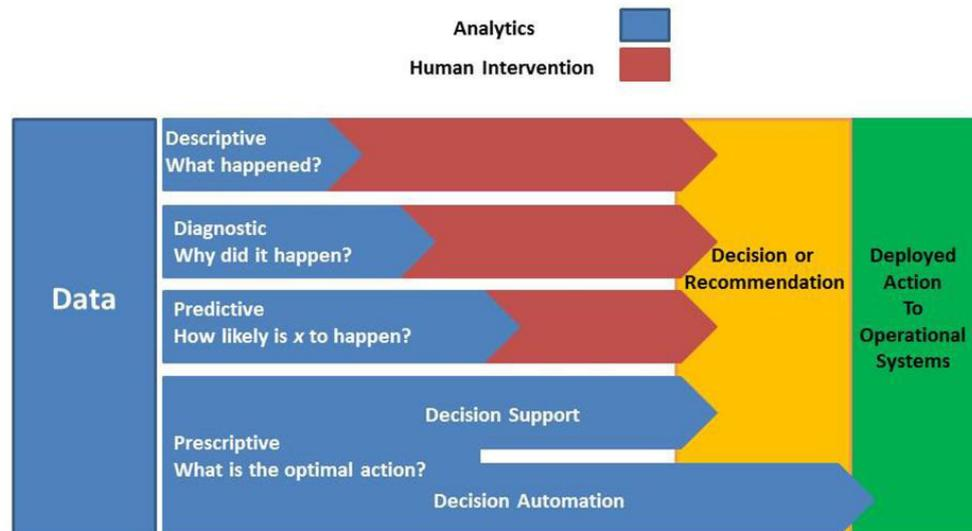 Analytics
Human Intervention
Data
Descriptive
What happened?
Diagnostic
Why did it happen?
Predictive
How likely is x to happen?
Prescriptive
What is the optimal action?
Decision Support
Decision Automation
Decision or
Recommendation
Deployed
Action
To
Operational
Systems